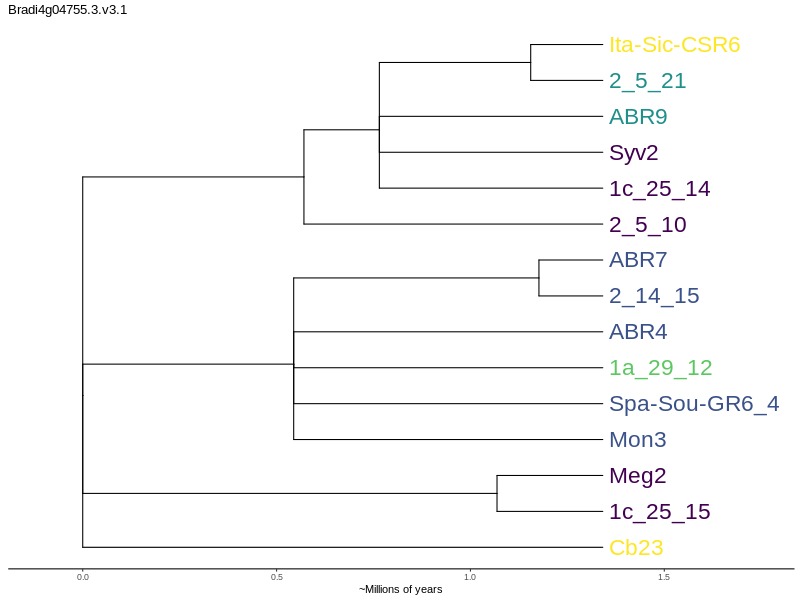 Bradi4g04755.3.v3.1
Ita-Sic-CSR6
2_5_21
ABR9
Syv2
1c_25_14
2_5_10
ABR7
2_14_15
ABR4
1a_29_12
Spa-Sou-GR6_4
Mon3
Meg2
1c_25_15
Cb23
0.0 0.5 1.0 1.5
~Millions of years